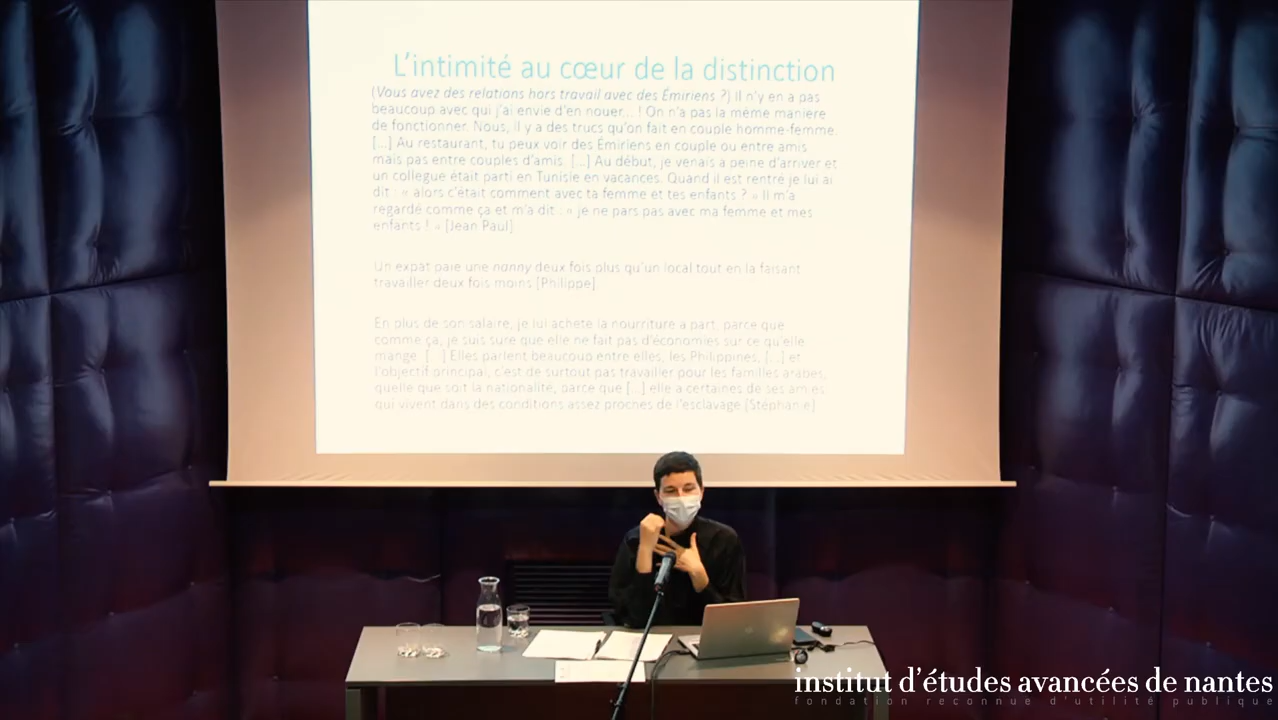 L'intimité au cœur de la distinction
(Vous avez des relations hors travail avec des Émiriens ?) Il n'y en a pas
beaucoup avec qui j'ai envie d'en nouer... ! On n'a pas la même manière
de fonctionner. Nous, il y a des trucs qu'on fait en couple homme-femme.
[...] Au restaurant, tu peux voir des Émiriens en couple ou entre amis
mais pas entre couples d'amis. [...] Au début, je venais à peine d'arriver et
un collègue était parti en Tunisie en vacances. Quand il est rentré je lui ai
dit : « alors c'était comment avec ta femme et tes enfants ? » Il m'a
regardé comme ça et m'a dit : « je ne pars pas avec ma femme et mes
enfants ! » [Jean Paul]
Un expat paie une nanny deux fois plus qu'un local tout en la faisant
travailler deux fois moins [Philippe]
En plus de son salaire, je lui achète la nourriture à part, parce que
comme ça, je suis sûre que elle ne fait pas d'économies sur ce qu'elle
mange. [...] Elles parlent beaucoup entre elles, les Philippines, [...] et
l'objectif principal, c'est de surtout pas travailler pour les familles arabes,
quelle que soit la nationalité, parce que [...] elle a certaines de ses amies
qui vivent dans des conditions assez proches de l'esclavage [Stéphanie]
institut d'études avancées de nantes
fondation reconnue d'utilité publique